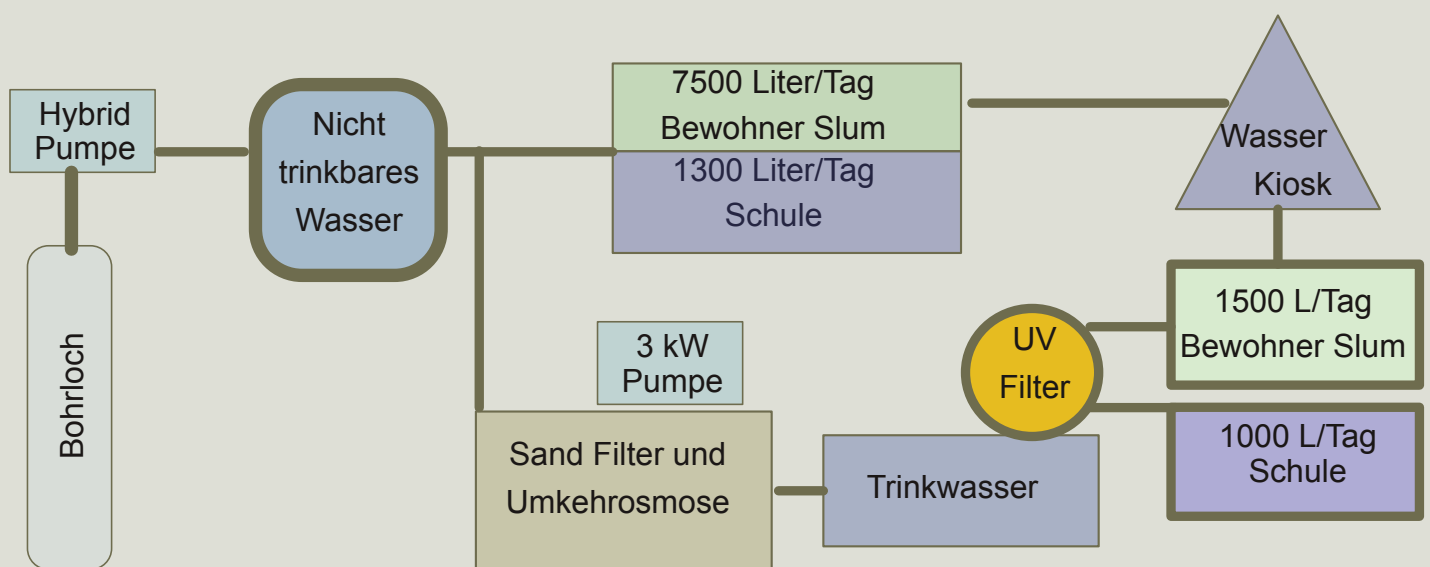 Hybrid
Pumpe
Bohrloch
Nicht
trinkbares
Wasser
7500 Liter/Tag
Bewohner Slum
1300 Liter/Tag
Schule
Wasser
Kiosk
3 kW
Pumpe
Sand Filter und
Umkehrosmose
Trinkwasser
UV
Filter
1500 L/Tag
Bewohner Slum
1000 L/Tag
Schule